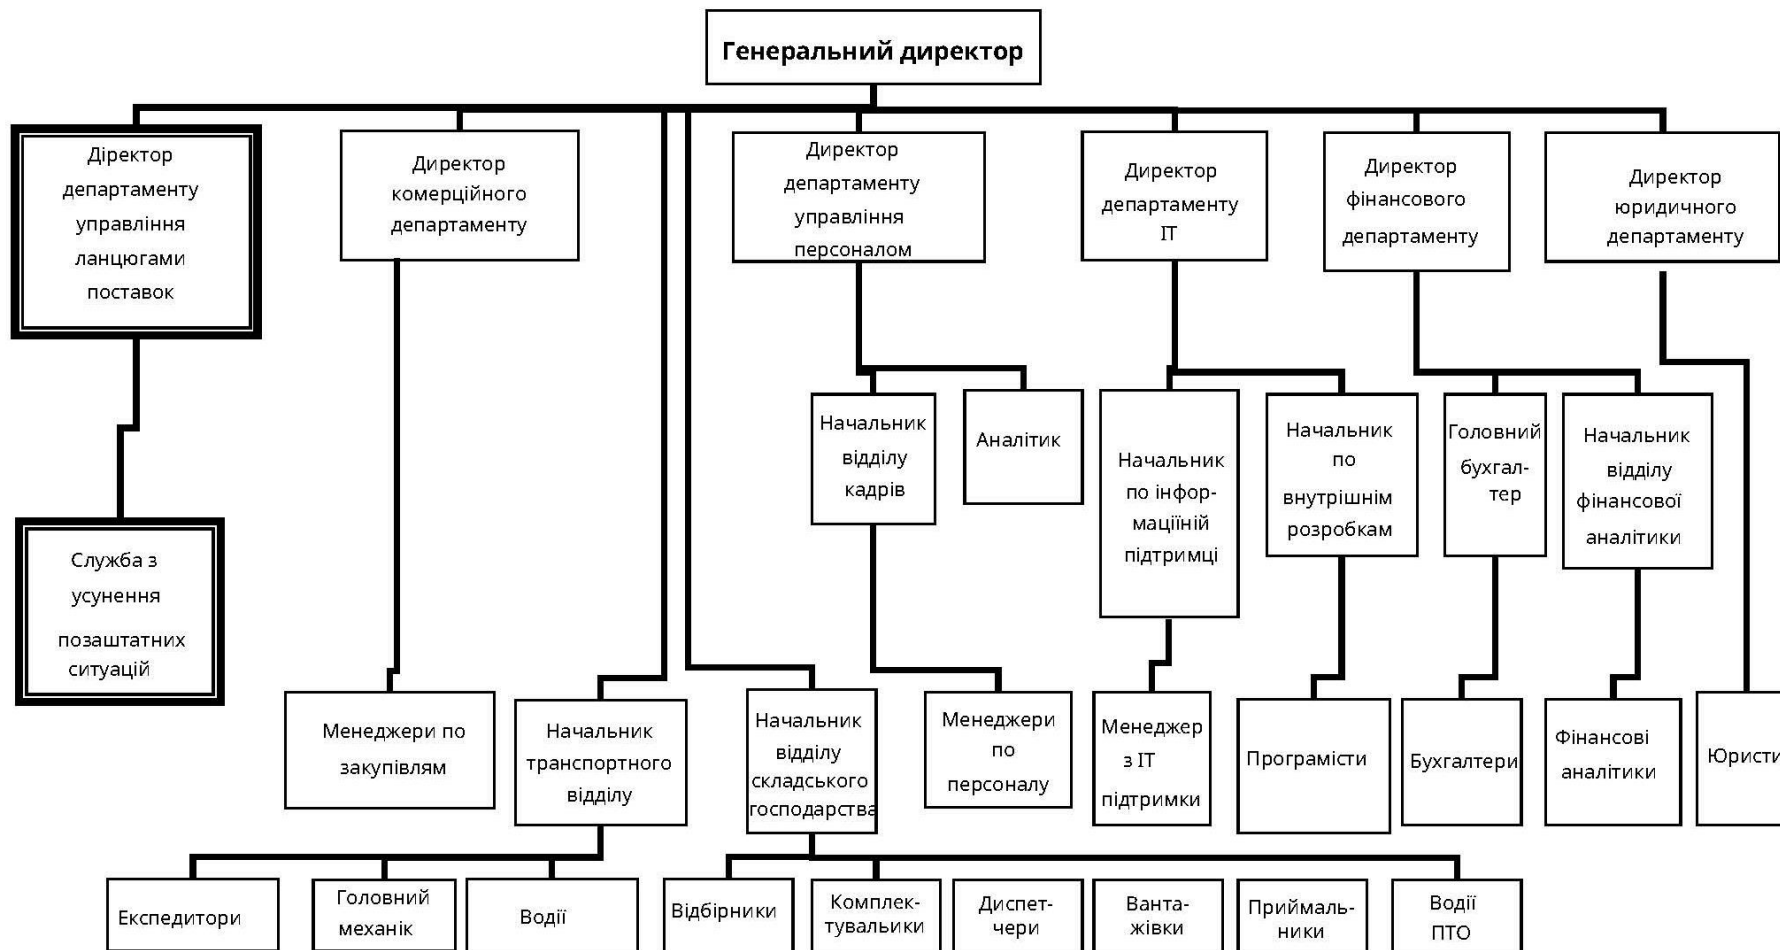 Генеральний директор
Діректор
департаменту
управління
ланцюгами
поставок
Директор
комерційного
департаменту
Директор
департаменту
управління
персоналом
Директор
департаменту
ІТ
Директор
фінансового
департаменту
Директор
юридичного
департаменту
Начальник
відділу
кадрів
Аналітик
Начальник
по інфор-
маціїній
підтримці
Начальник
по
внутрішнім
розробкам
Головний
бухгал-
тер
Начальник
відділу
фінансової
аналітики
Служба з
усунення
позаштатних
ситуацій
Менеджери по
закупівлям
Начальник
транспортного
відділу
Начальник
відділу
складського
господарства
Менеджери
по
персоналу
Менеджер
з ІТ
підтримки
Програмісти
Бухгалтери
Фінансові
аналітики
Юристи
Експедитори
Головний
механік
Водії
Відбірники
Комплек-
тувальики
Диспет-
чери
Ванта-
жівки
Приймаль-
ники
Водії
ПТО